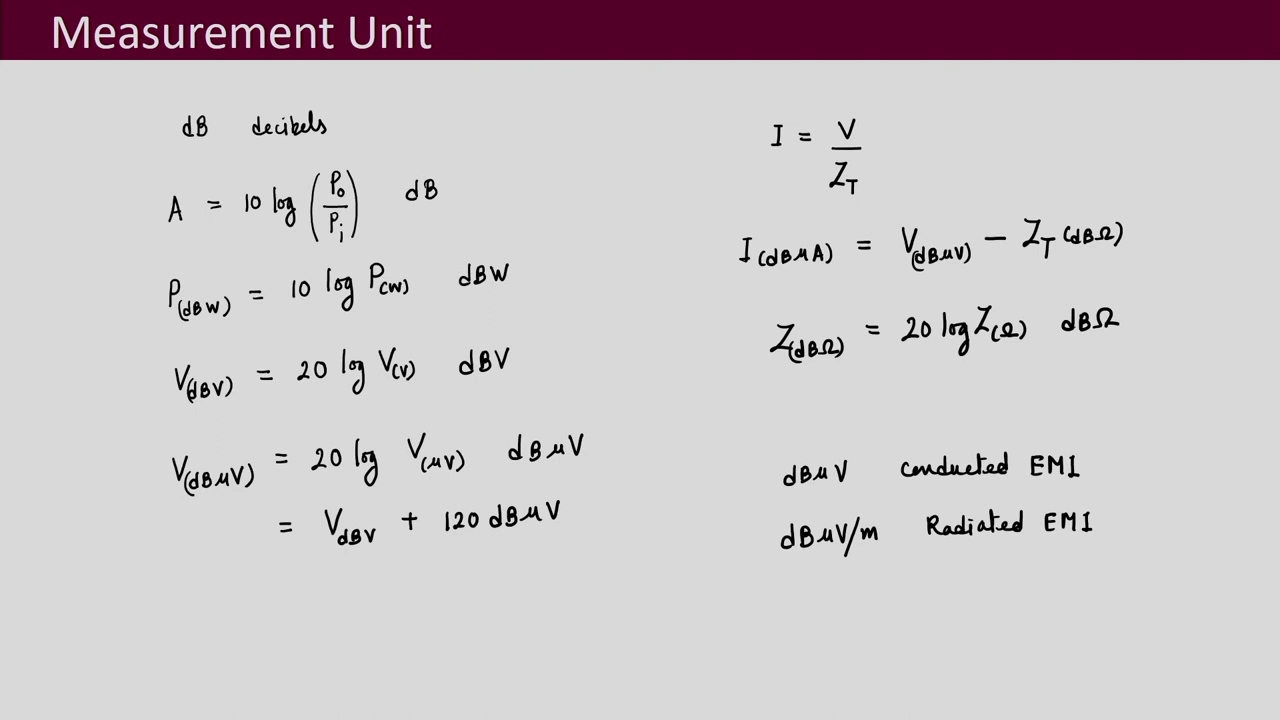 Measurement Unit
dB decibels
A = 10 log (P₀/Pᵢ) dB
P(dBW) = 10 log P(W) dBW
V(dBV) = 20 log V(V) dBV
V(dBμV) = 20 log V(μV) dBμV
= VdBV + 120 dBμV
I = V/Z_T
I(dBμA) = V(dBμV) − Z_T (dBΩ)
Z(dBΩ) = 20 log Z(Ω) dBΩ
dBμV conducted EMI
dBμV/m Radiated EMI